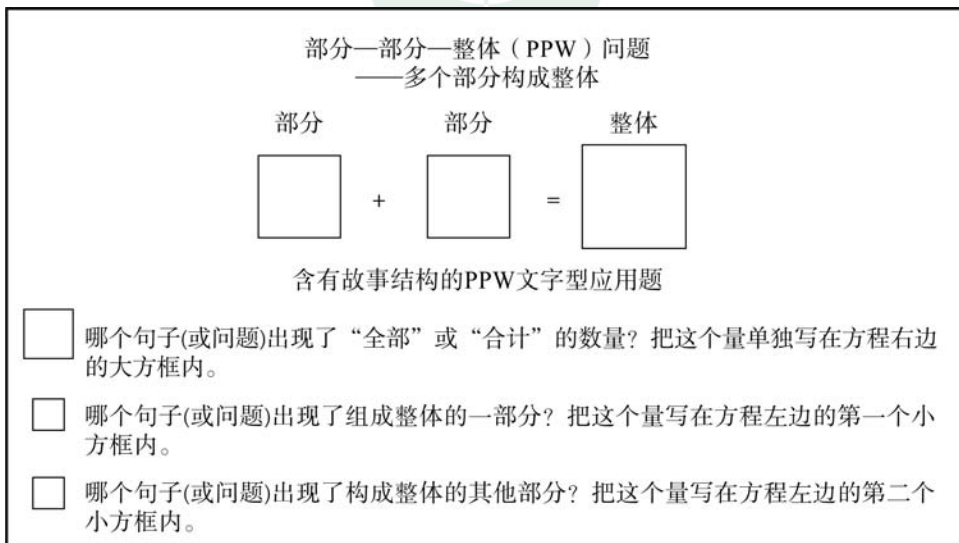 部分—部分—整体（PPW）问题
——多个部分构成整体
部分 部分 整体
+ =
含有故事结构的PPW文字型应用题
哪个句子(或问题)出现了“全部”或“合计”的数量？把这个量单独写在方程右边
的大方框内。
哪个句子(或问题)出现了组成整体的一部分？把这个量写在方程左边的第一个小
方框内。
哪个句子(或问题)出现了构成整体的其他部分？把这个量写在方程左边的第二个
小方框内。